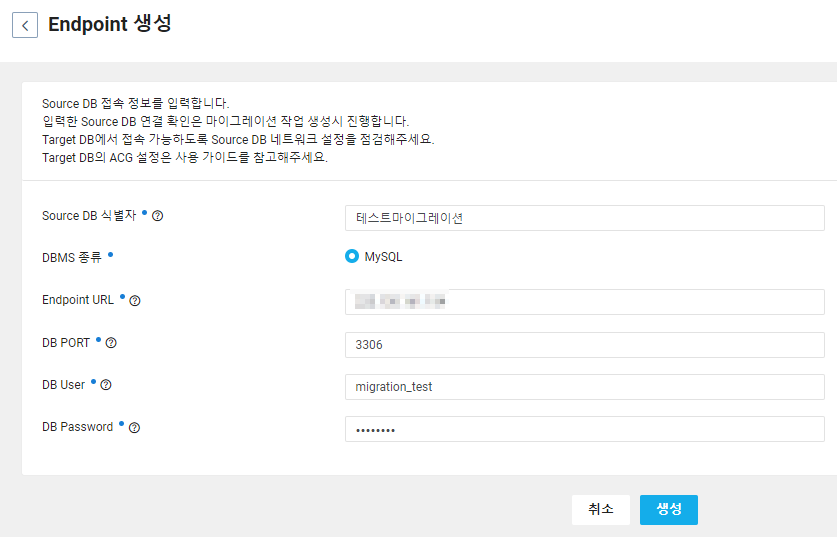 Endpoint 생성
Source DB 접속 정보를 입력합니다.
입력한 Source DB 연결 확인은 마이그레이션 작업 생성시 진행합니다.
Target DB에서 접속 가능하도록 Source DB 네트워크 설정을 점검해주세요.
Target DB의 ACG 설정은 사용 가이드를 참고해주세요.
Source DB 식별자 테스트마이그레이션
DBMS 종류 MySQL
Endpoint URL
DB PORT 3306
DB User migration_test
DB Password ••••••••
취소 생성